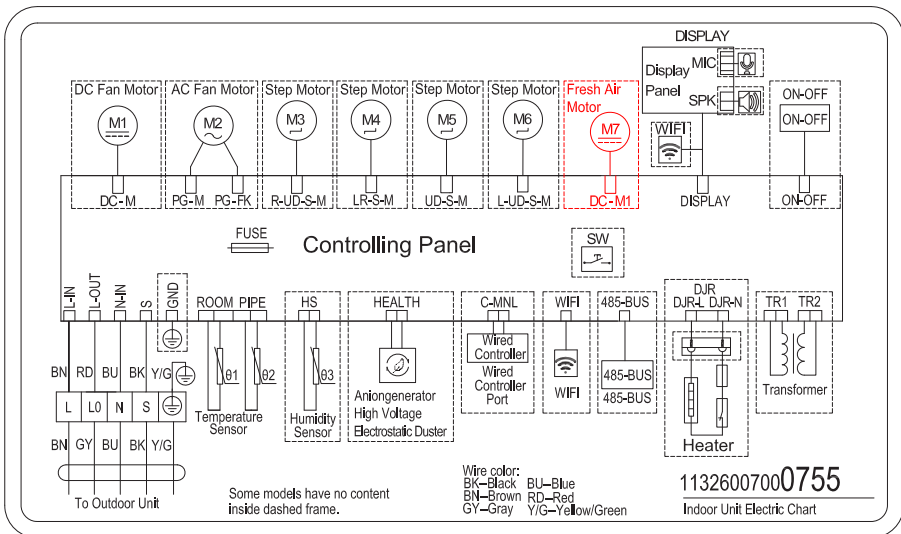 DISPLAY
Display
Panel
MIC
SPK
WIFI
DC Fan Motor
M1
DC-M
AC Fan Motor
M2
PG-M PG-FK
Step Motor
M3
R-UD-S-M
Step Motor
M4
LR-S-M
Step Motor
M5
UD-S-M
Step Motor
M6
L-UD-S-M
Fresh Air
Motor
M7
DC-M1
DISPLAY
ON-OFF
ON-OFF
ON-OFF
FUSE
Controlling Panel
SW
L-IN
L-OUT
N-IN
S
GND
ROOM PIPE
HS
HEALTH
C-MNL
WIFI
485-BUS
DJR
DJR-L DJR-N
TR1 TR2
BN RD BU BK Y/G
L L0 N S
BN GY BU BK Y/G
To Outdoor Unit
θ1 θ2
Temperature
Sensor
θ3
Humidity
Sensor
Aniongenerator
High Voltage
Electrostatic Duster
Wired
Controller
Wired
Controller
Port
WIFI
485-BUS
485-BUS
Heater
Transformer
Some models have no content
inside dashed frame.
Wire color:
BK—Black BU—Blue
BN—Brown RD—Red
GY—Gray Y/G—Yellow/Green
11326007000755
Indoor Unit Electric Chart